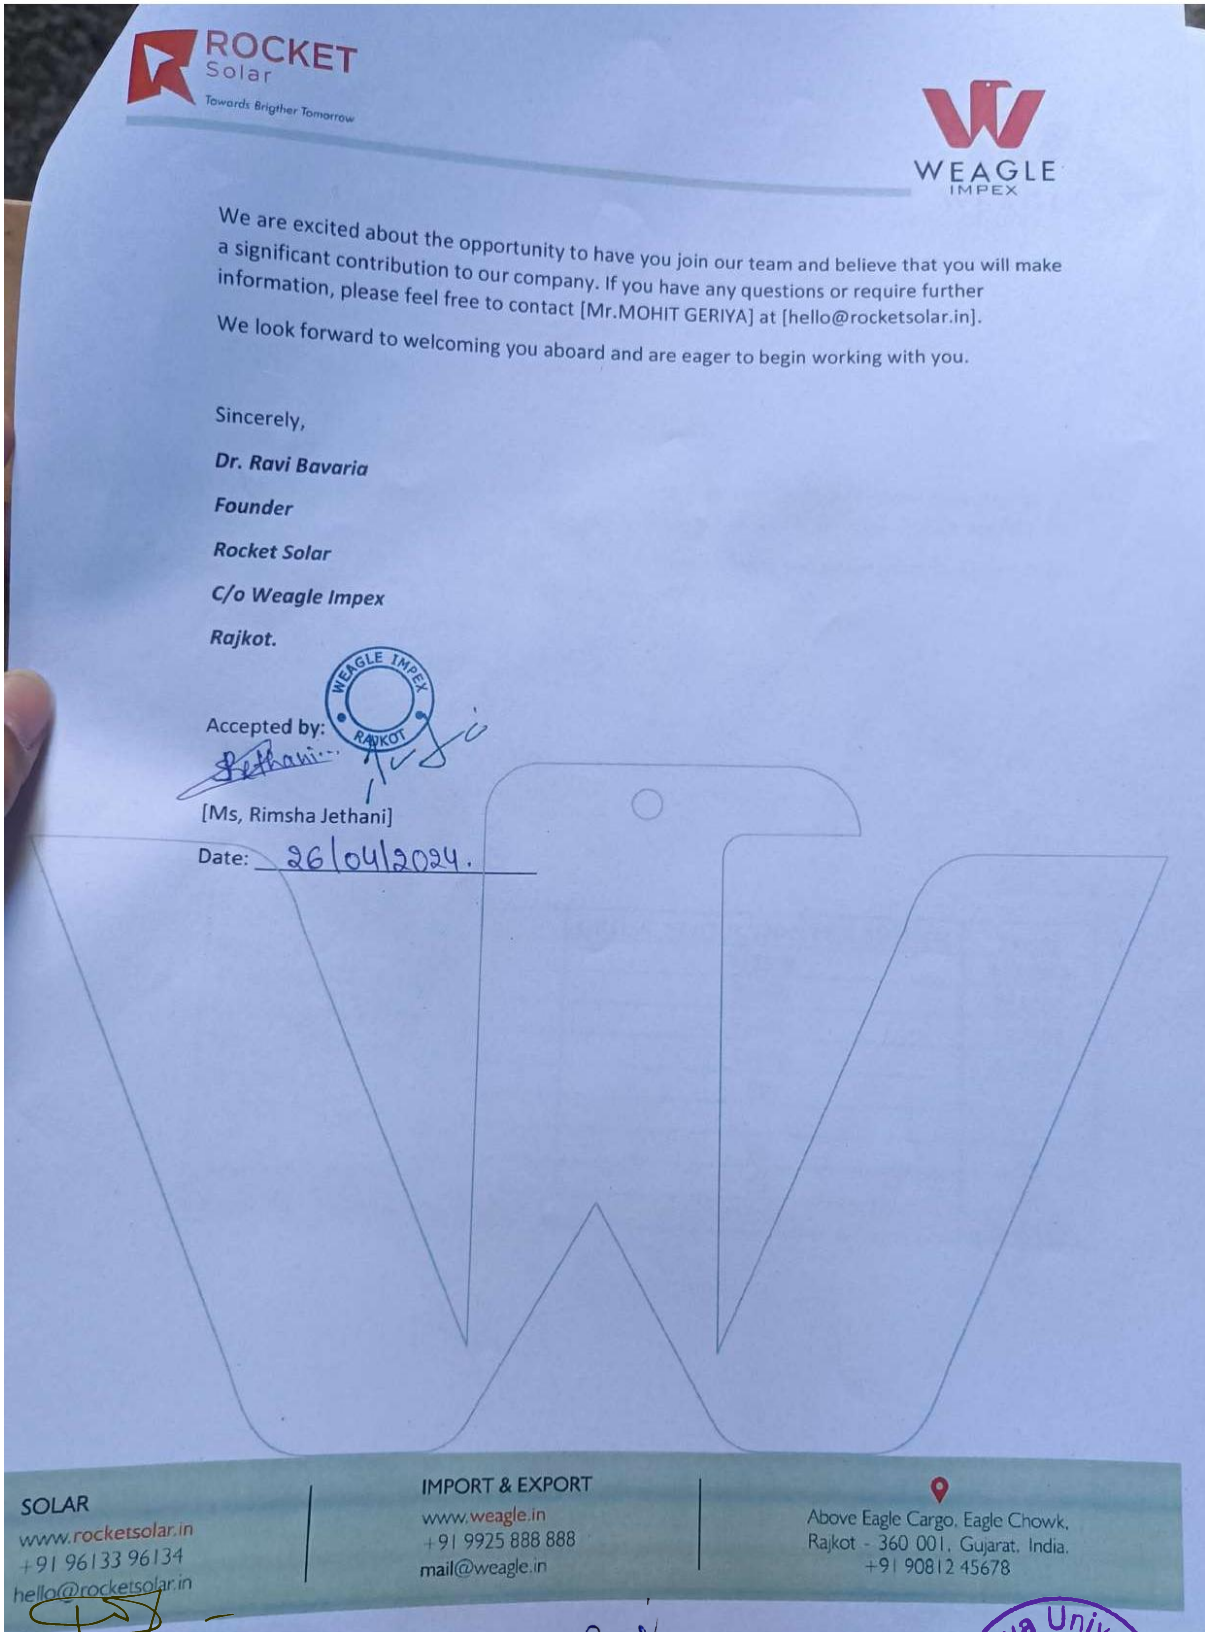 ROCKET
Solar
Towards Brigther Tomorrow
WEAGLE
IMPEX
We are excited about the opportunity to have you join our team and believe that you will make
a significant contribution to our company. If you have any questions or require further
information, please feel free to contact [Mr.MOHIT GERIYA] at [hello@rocketsolar.in].
We look forward to welcoming you aboard and are eager to begin working with you.
Sincerely,
Dr. Ravi Bavaria
Founder
Rocket Solar
C/o Weagle Impex
Rajkot.
WEAGLE IMPEX
RAJKOT
Accepted by:
[Ms, Rimsha Jethani]
Date: 26/04/2024.
SOLAR
www.rocketsolar.in
+91 96133 96134
hello@rocketsolar.in
IMPORT & EXPORT
www.weagle.in
+91 9925 888 888
mail@weagle.in
Above Eagle Cargo, Eagle Chowk,
Rajkot - 360 001, Gujarat, India.
+91 90812 45678